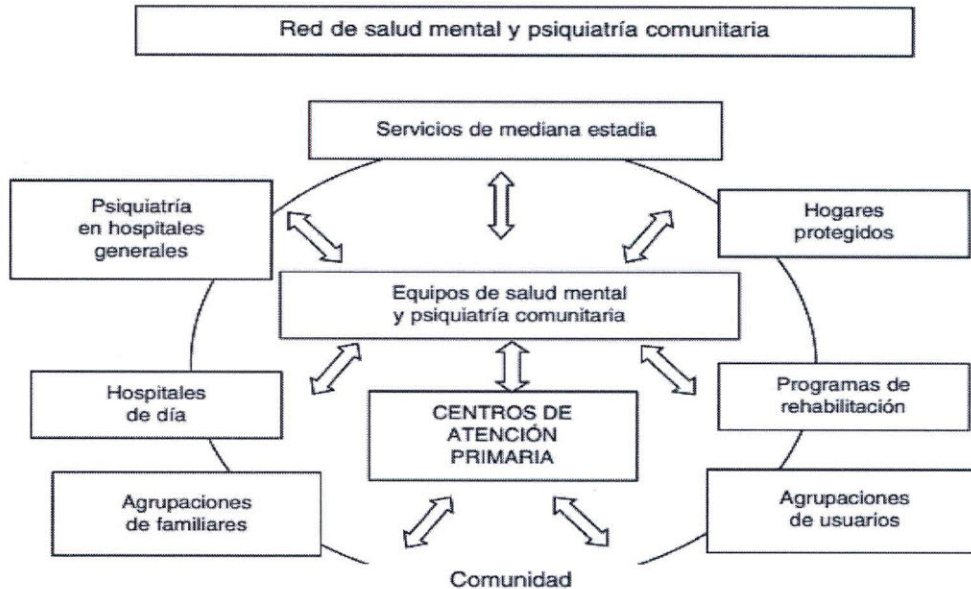 Red de salud mental y psiquiatría comunitaria
Servicios de mediana estadia
Psiquiatría
en hospitales
generales
Hogares
protegidos
Equipos de salud mental
y psiquiatría comunitaria
Hospitales
de día
CENTROS DE
ATENCIÓN
PRIMARIA
Programas de
rehabilitación
Agrupaciones
de familiares
Agrupaciones
de usuarios
Comunidad